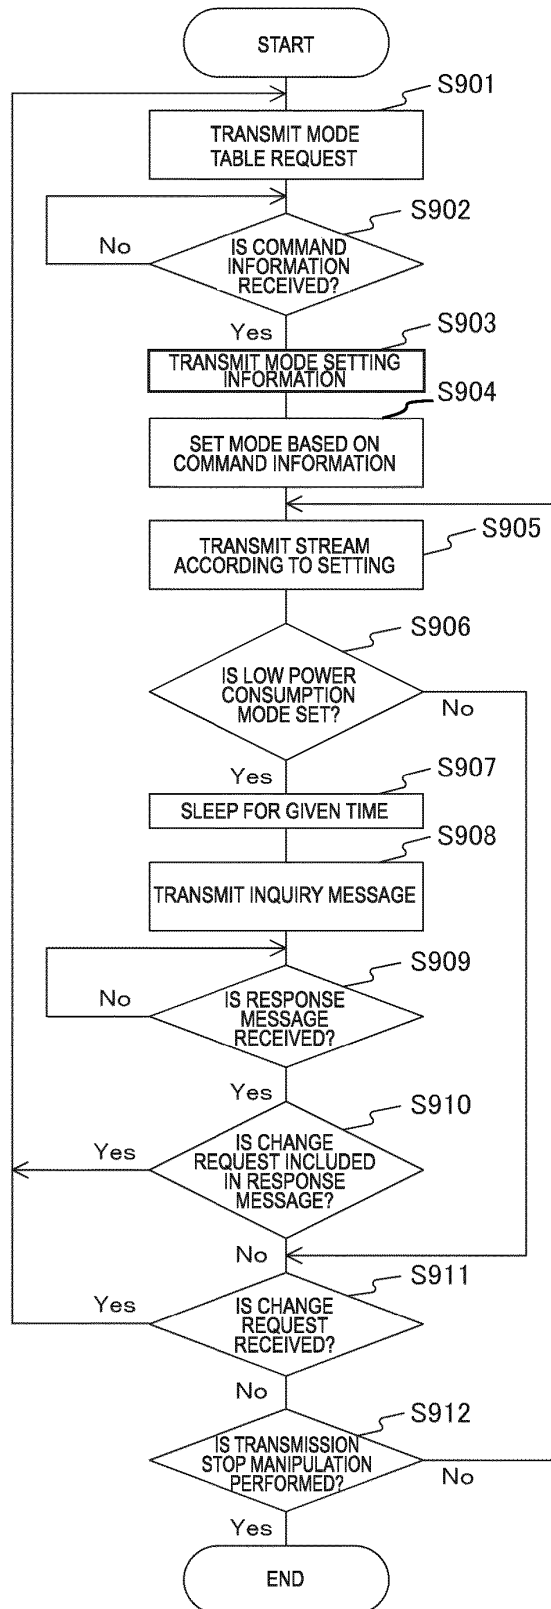 START
S901
TRANSMIT MODE
TABLE REQUEST
S902
No
IS COMMAND
INFORMATION
RECEIVED?
Yes
S903
TRANSMIT MODE SETTING
INFORMATION
S904
SET MODE BASED ON
COMMAND INFORMATION
S905
TRANSMIT STREAM
ACCORDING TO SETTING
S906
IS LOW POWER
CONSUMPTION
MODE SET?
No
Yes
S907
SLEEP FOR GIVEN TIME
S908
TRANSMIT INQUIRY MESSAGE
S909
No
IS RESPONSE
MESSAGE
RECEIVED?
Yes
S910
Yes
IS CHANGE
REQUEST INCLUDED
IN RESPONSE
MESSAGE?
No
S911
Yes
IS CHANGE
REQUEST
RECEIVED?
No
S912
IS TRANSMISSION
STOP MANIPULATION
PERFORMED?
No
Yes
END